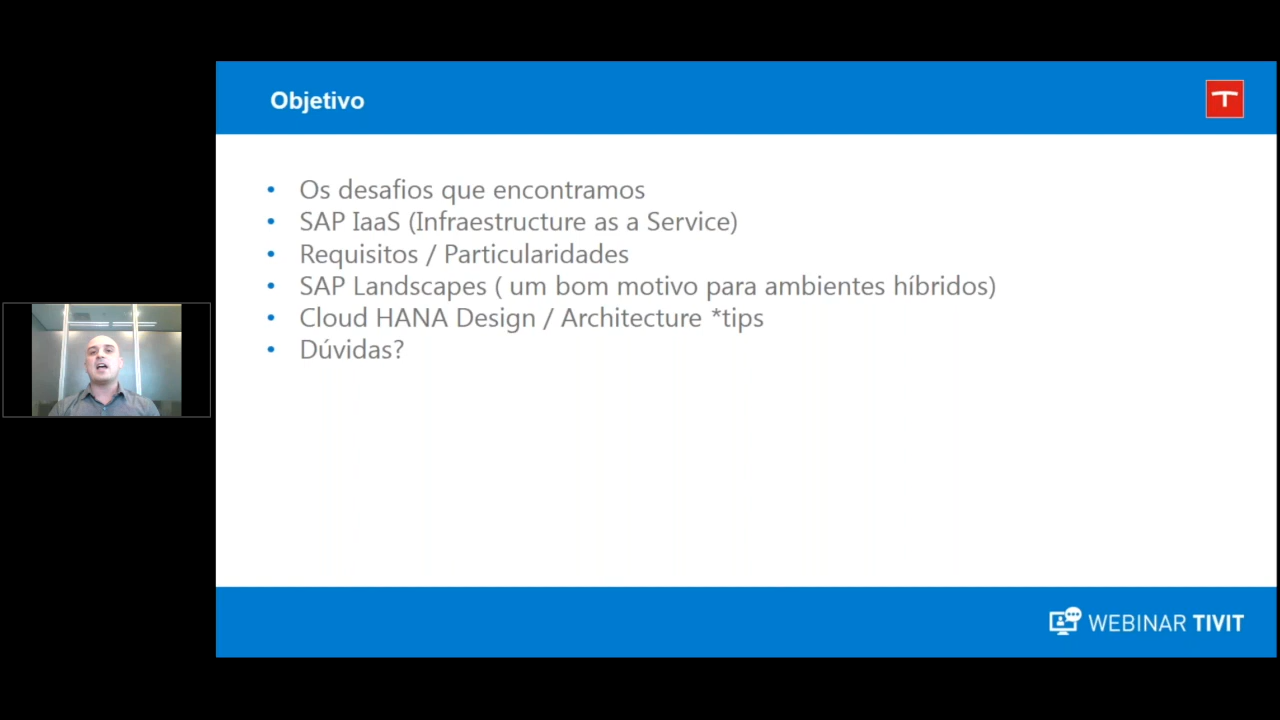 Objetivo
Os desafios que encontramos
SAP IaaS (Infraestructure as a Service)
Requisitos / Particularidades
SAP Landscapes ( um bom motivo para ambientes híbridos)
Cloud HANA Design / Architecture *tips
Dúvidas?
WEBINAR TIVIT